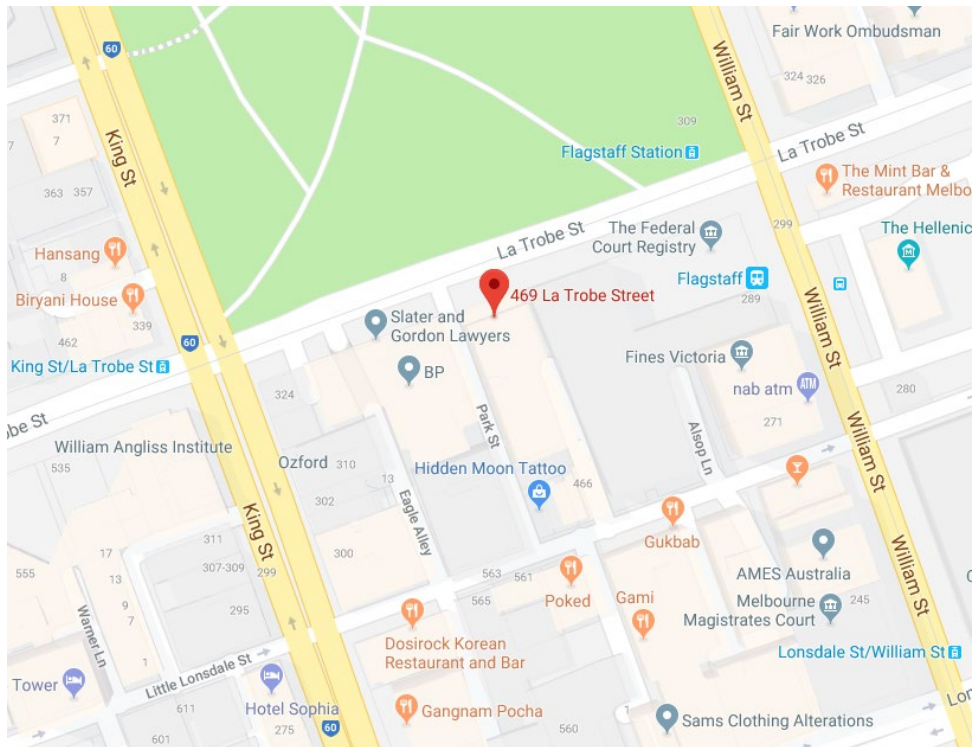 60
Fair Work Ombudsman
William St
324 326
371
7
7
King St
309
Flagstaff Station
La Trobe St
The Mint Bar &
Restaurant Melbo
363 357
The Federal
Court Registry
299
The Hellenic
La Trobe St
Hansang
8
Biryani House
339
469 La Trobe Street
Flagstaff
289
William St
Slater and
Gordon Lawyers
60
462
King St/La Trobe St
BP
Fines Victoria
nab atm
280
324
obe St
Park St
271
Alsop Ln
William St
William Angliss Institute
535
Ozford
310
13
Hidden Moon Tattoo
466
302
Eagle Alley
King St
Gukbab
William St
311
17
300
307-309
299
555
13
563
561
AMES Australia
9
7
295
565
Poked
Gami
Melbourne
Magistrates Court
245
Warner Ln
Dosirock Korean
Restaurant and Bar
1
Little Lonsdale St
Lonsdale St/William St
Tower
Hotel Sophia
611
275
60
Gangnam Pocha
560
Sams Clothing Alterations
Lon
601